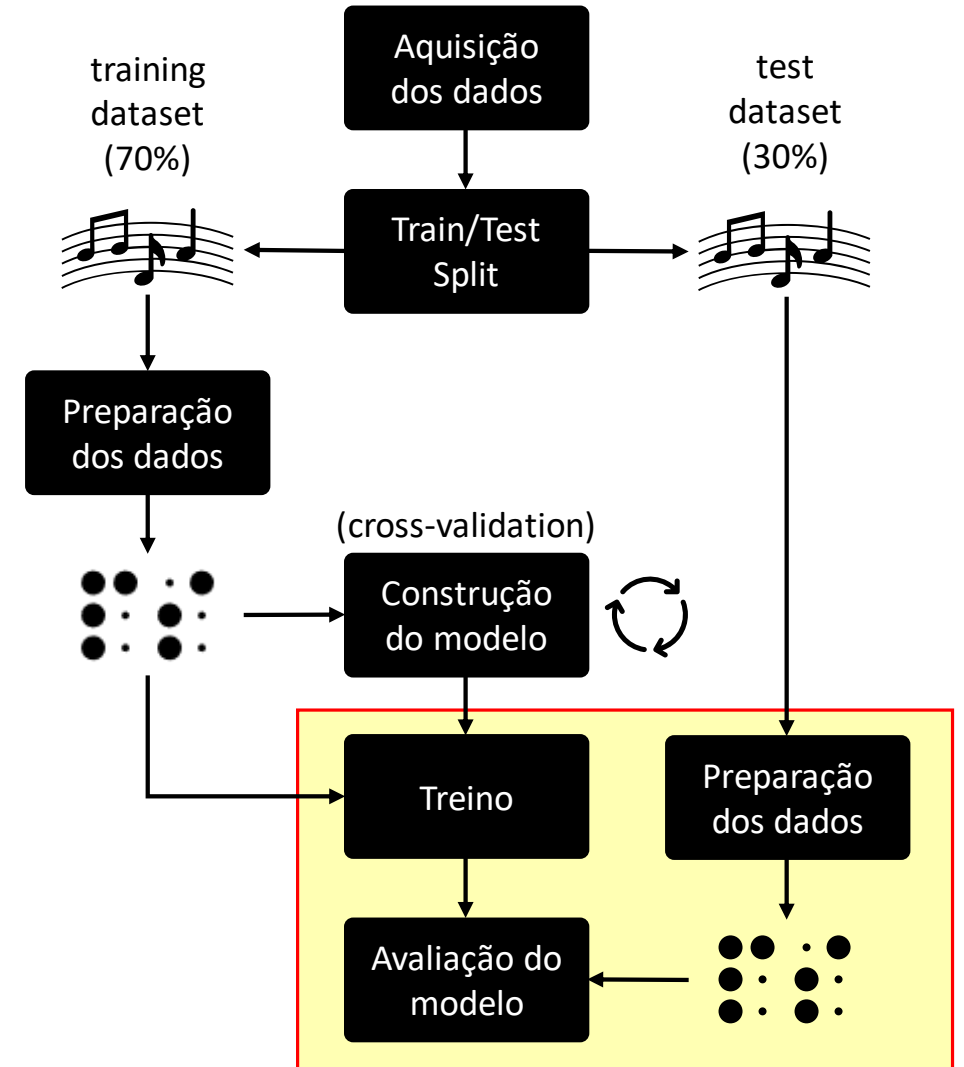 Aquisição
dos dados
training
dataset
(70%)
test
dataset
(30%)
Train/Test
Split
Preparação
dos dados
(cross-validation)
Construção
do modelo
Treino
Preparação
dos dados
Avaliação do
modelo